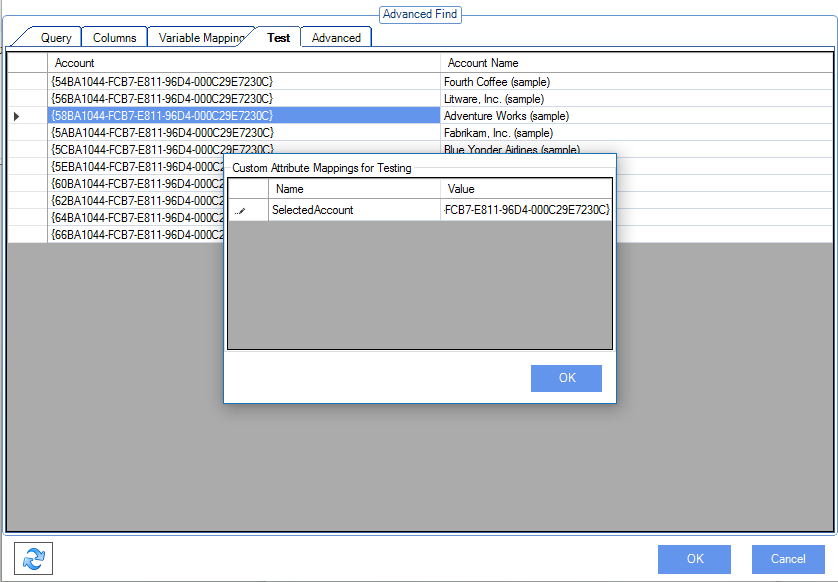 Advanced Find
Query Columns Variable Mapping Test Advanced
Account Account Name
{54BA1044-FCB7-E811-96D4-000C29E7230C} Fourth Coffee (sample)
{56BA1044-FCB7-E811-96D4-000C29E7230C} Litware, Inc. (sample)
{58BA1044-FCB7-E811-96D4-000C29E7230C} Adventure Works (sample)
{5ABA1044-FCB7-E811-96D4-000C29E7230C} Fabrikam, Inc. (sample)
{5CBA1044-FCB7-E811-96D4-000C29E7230C} Blue Yonder Airlines (sample)
{5EBA1044-FCB7-E811-96D4-000C2
{60BA1044-FCB7-E811-96D4-000C2
{62BA1044-FCB7-E811-96D4-000C2
{64BA1044-FCB7-E811-96D4-000C2
{66BA1044-FCB7-E811-96D4-000C2
Custom Attribute Mappings for Testing
Name Value
SelectedAccount -FCB7-E811-96D4-000C29E7230C}
OK
OK Cancel